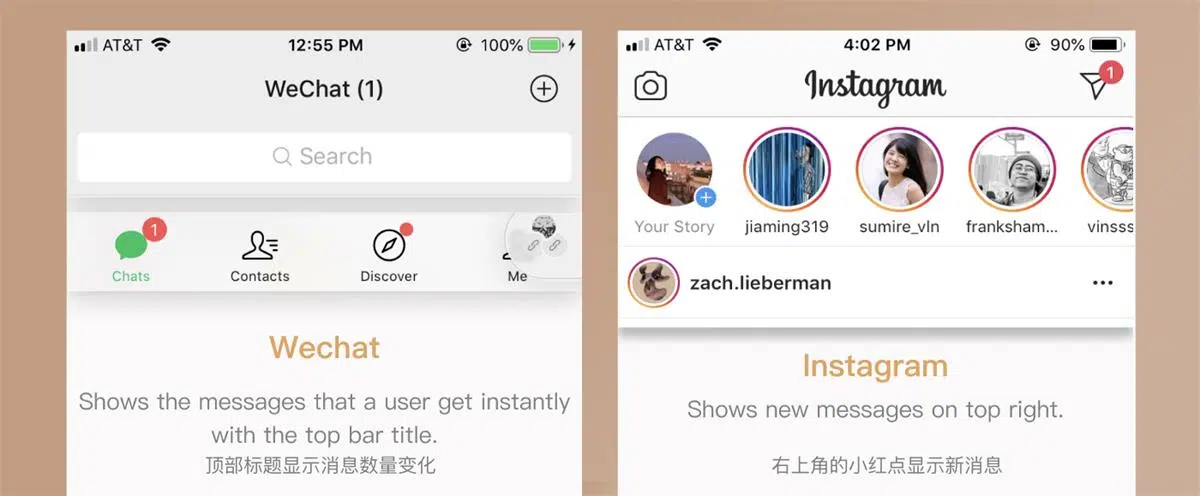 AT&T 12:55 PM 100%
WeChat (1)
Search
1
Chats Contacts Discover Me
Wechat
Shows the messages that a user get instantly
with the top bar title.
顶部标题显示消息数量变化
AT&T 4:02 PM 90%
Instagram 1
Your Story jiaming319 sumire_vln franksham... vinsss
zach.lieberman
Instagram
Shows new messages on top right.
右上角的小红点显示新消息